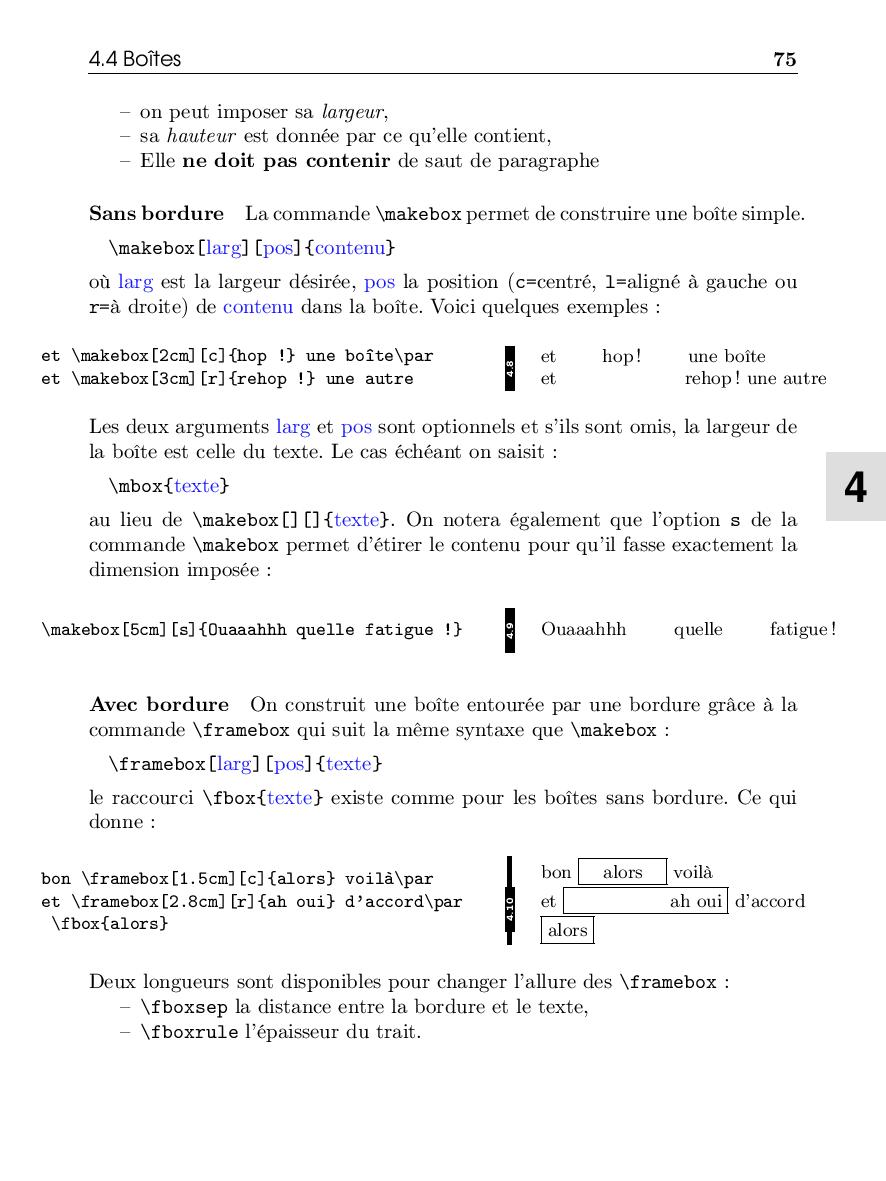 4.4 Boîtes 75
– on peut imposer sa largeur,
– sa hauteur est donnée par ce qu'elle contient,
– Elle ne doit pas contenir de saut de paragraphe
Sans bordure La commande \makebox permet de construire une boîte simple.
\makebox[larg][pos]{contenu}
où larg est la largeur désirée, pos la position (c=centré, l=aligné à gauche ou
r=à droite) de contenu dans la boîte. Voici quelques exemples :
et \makebox[2cm][c]{hop !} une boîte\par
et \makebox[3cm][r]{rehop !} une autre
4.8
et hop ! une boîte
et rehop ! une autre
Les deux arguments larg et pos sont optionnels et s'ils sont omis, la largeur de
la boîte est celle du texte. Le cas échéant on saisit :
\mbox{texte}
4
au lieu de \makebox[][]{texte}. On notera également que l'option s de la
commande \makebox permet d'étirer le contenu pour qu'il fasse exactement la
dimension imposée :
\makebox[5cm][s]{Ouaaahhh quelle fatigue !}
4.9
Ouaaahhh quelle fatigue !
Avec bordure On construit une boîte entourée par une bordure grâce à la
commande \framebox qui suit la même syntaxe que \makebox :
\framebox[larg][pos]{texte}
le raccourci \fbox{texte} existe comme pour les boîtes sans bordure. Ce qui
donne :
bon \framebox[1.5cm][c]{alors} voilà\par
et \framebox[2.8cm][r]{ah oui} d'accord\par
\fbox{alors}
4.10
bon alors voilà
et ah oui d'accord
alors
Deux longueurs sont disponibles pour changer l'allure des \framebox :
– \fboxsep la distance entre la bordure et le texte,
– \fboxrule l'épaisseur du trait.